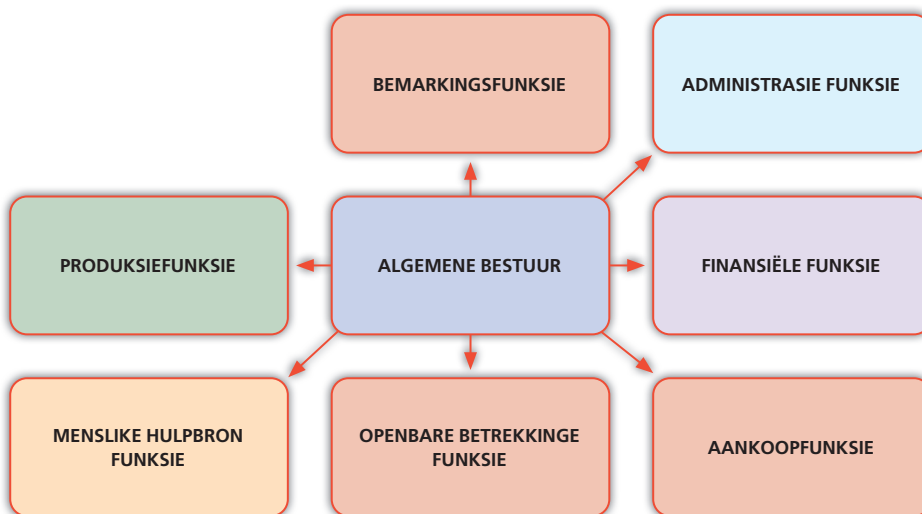 BEMARKINGSFUNKSIE
ADMINISTRASIE FUNKSIE
PRODUKSIEFUNKSIE
ALGEMENE BESTUUR
FINANSIËLE FUNKSIE
MENSLIKE HULPBRON
FUNKSIE
OPENBARE BETREKKINGE
FUNKSIE
AANKOOPFUNKSIE